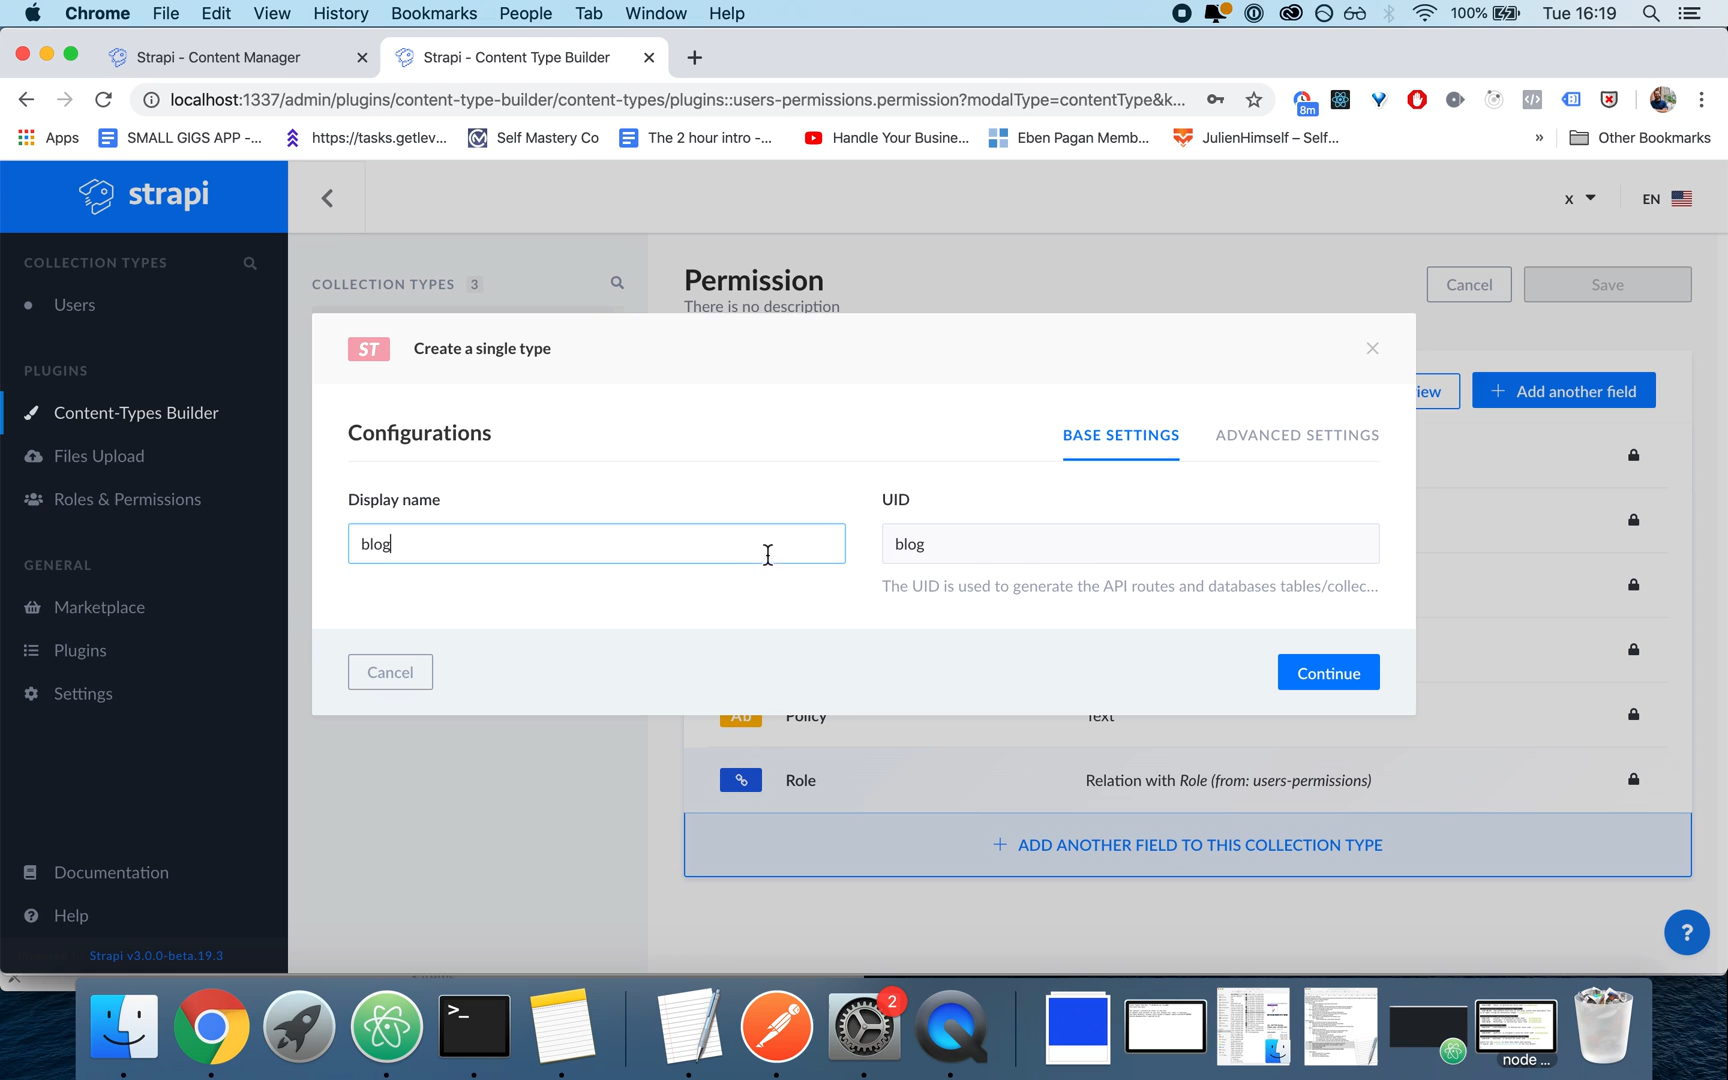 Chrome File Edit View History Bookmarks People Tab Window Help 100% Tue 16:19
Strapi - Content Manager Strapi - Content Type Builder
localhost:1337/admin/plugins/content-type-builder/content-types/plugins::users-permissions.permission?modalType=contentType&k... 8m
Apps SMALL GIGS APP -... https://tasks.getlev... Self Mastery Co The 2 hour intro -... Handle Your Busine... Eben Pagan Memb... JulienHimself – Self... » Other Bookmarks
strapi
x EN
COLLECTION TYPES
Users
PLUGINS
Content-Types Builder
Files Upload
Roles & Permissions
GENERAL
Marketplace
Plugins
Settings
Documentation
Help
Strapi v3.0.0-beta.19.3
COLLECTION TYPES 3
Permission
There is no description
Cancel Save
iew + Add another field
ST Create a single type
Configurations
BASE SETTINGS ADVANCED SETTINGS
Display name UID
blog blog
The UID is used to generate the API routes and databases tables/collec...
Cancel Continue
Ab Policy Text
Role Relation with Role (from: users-permissions)
+ ADD ANOTHER FIELD TO THIS COLLECTION TYPE
?
>_
2
node ...